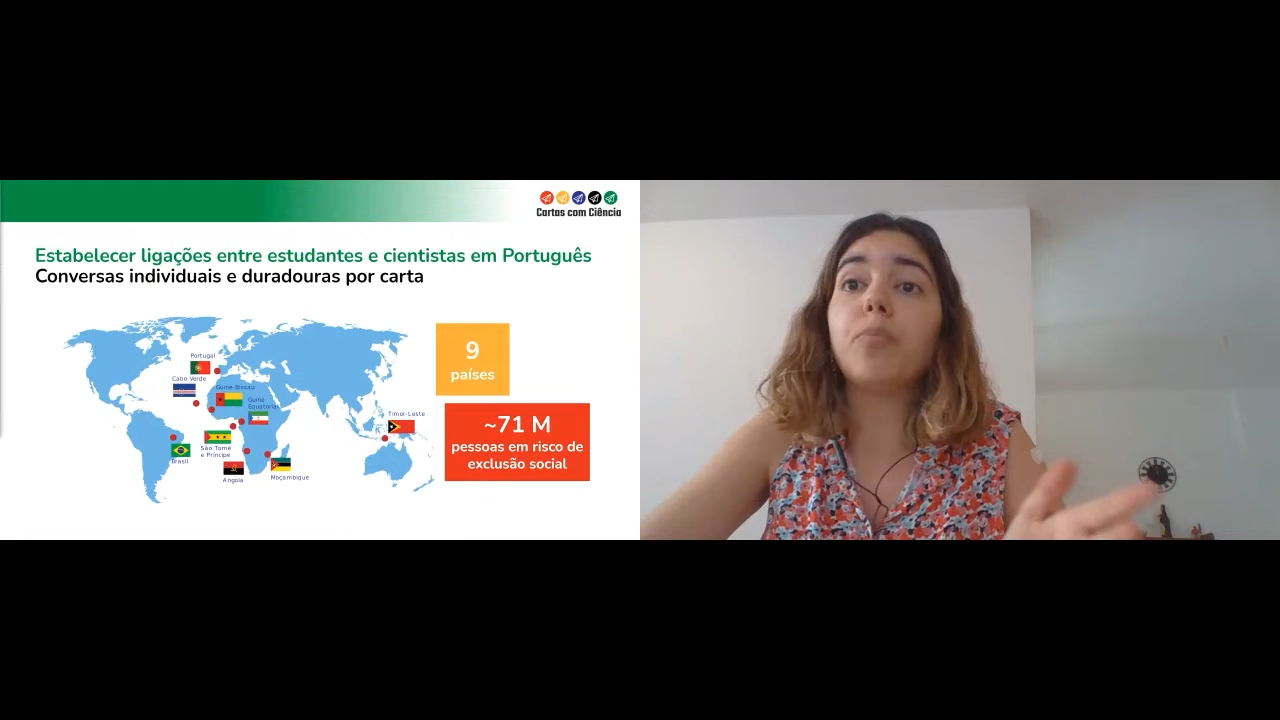 Cartas com Ciência
Estabelecer ligações entre estudantes e cientistas em Português
Conversas individuais e duradouras por carta
Portugal
Cabo Verde
Guiné-Bissau
Guiné
Equatorial
São Tomé
e Príncipe
Brasil
Angola
Moçambique
Timor-Leste
9
países
~71 M
pessoas em risco de
exclusão social